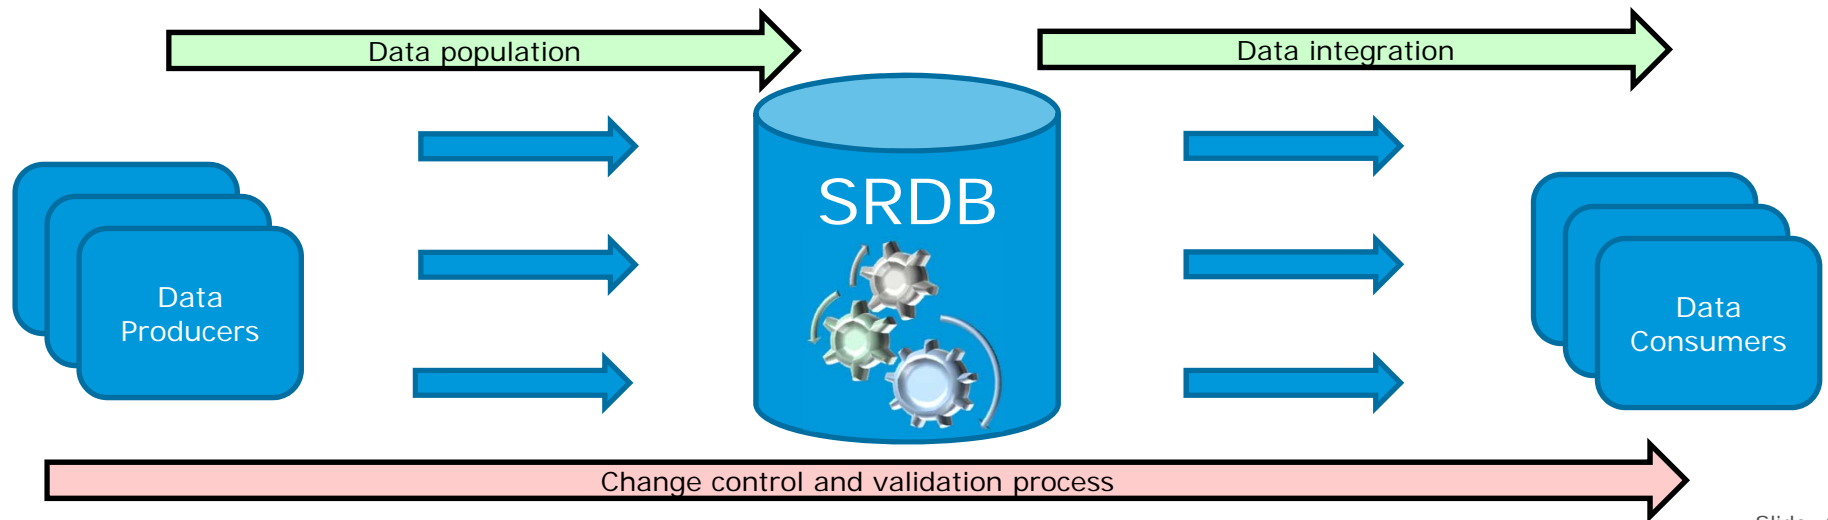 Data population
Data integration
SRDB
Data
Producers
Data
Consumers
Change control and validation process